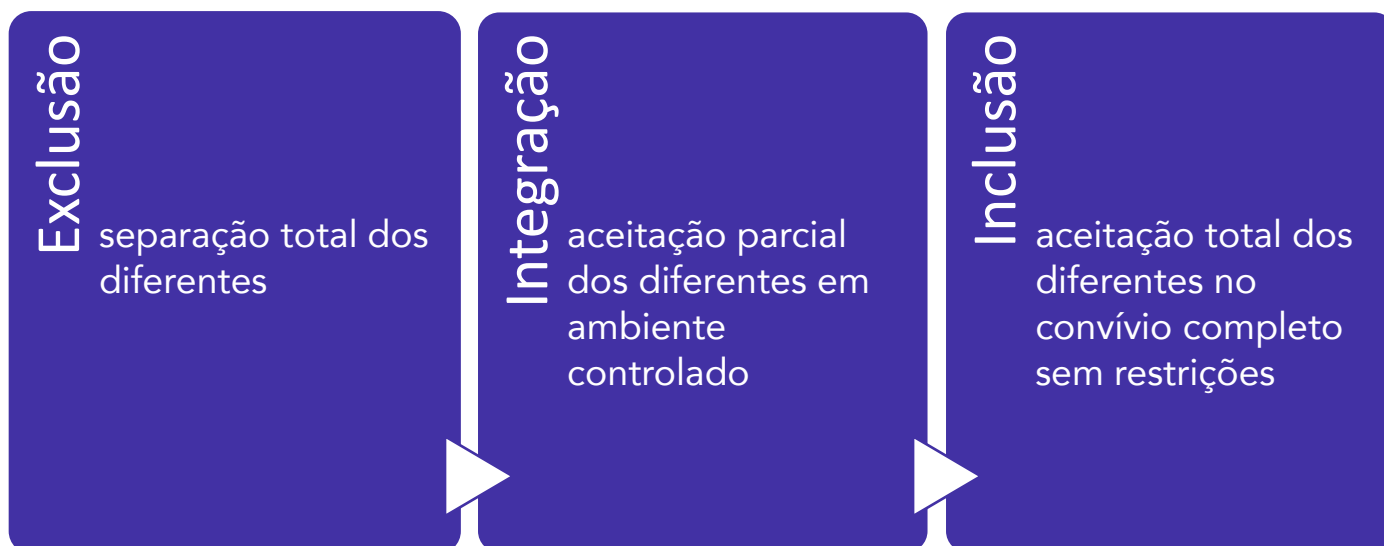 Exclusão
separação total dos
diferentes
Integração
aceitação parcial
dos diferentes em
ambiente
controlado
Inclusão
aceitação total dos
diferentes no
convívio completo
sem restrições